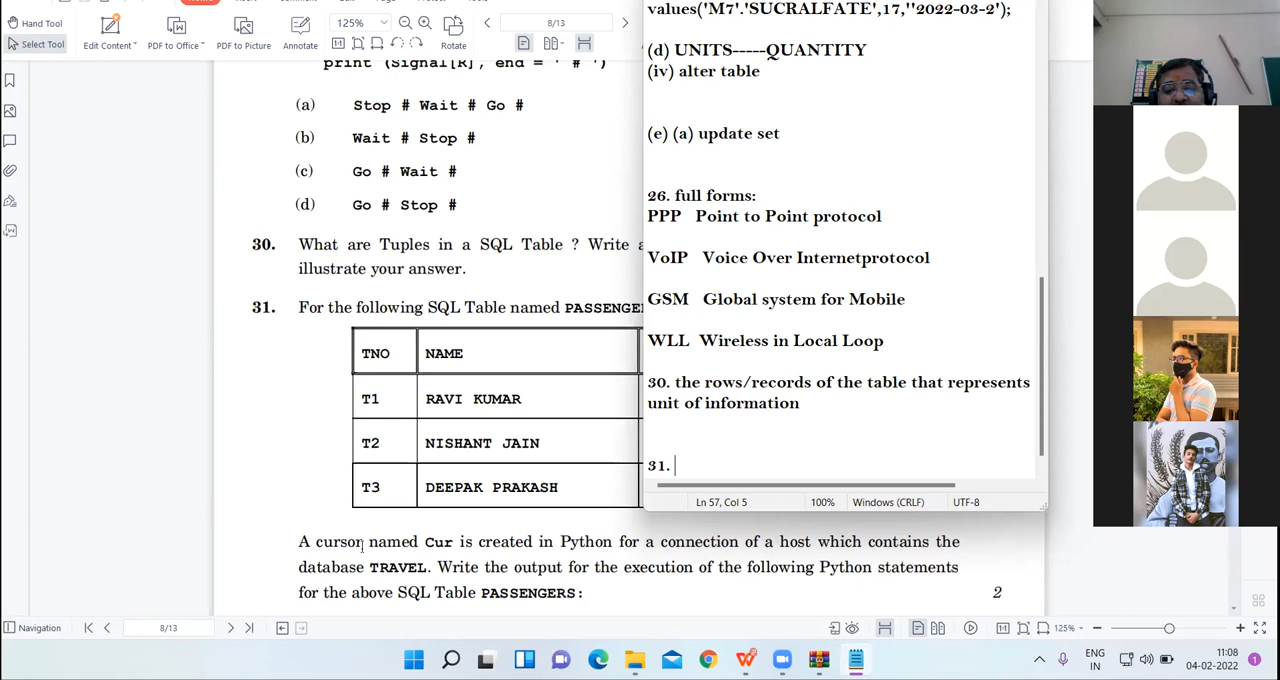 Hand Tool
Select Tool
Edit Content
PDF to Office
PDF to Picture
Annotate
125%
Rotate
8/13
print (Signal[R], end = ' # ')
(a) Stop # Wait # Go #
(b) Wait # Stop #
(c) Go # Wait #
(d) Go # Stop #
30. What are Tuples in a SQL Table ? Write a
illustrate your answer.
31. For the following SQL Table named PASSENGE
TNO NAME
T1 RAVI KUMAR
T2 NISHANT JAIN
T3 DEEPAK PRAKASH
A cursor named Cur is created in Python for a connection of a host which contains the
database TRAVEL. Write the output for the execution of the following Python statements
for the above SQL Table PASSENGERS: 2
values('M7'.'SUCRALFATE',17,''2022-03-2');
(d) UNITS-----QUANTITY
(iv) alter table
(e) (a) update set
26. full forms:
PPP Point to Point protocol
VoIP Voice Over Internetprotocol
GSM Global system for Mobile
WLL Wireless in Local Loop
30. the rows/records of the table that represents
unit of information
31.
Ln 57, Col 5 100% Windows (CRLF) UTF-8
Navigation 8/13 125%
ENG
IN
11:08
04-02-2022
1